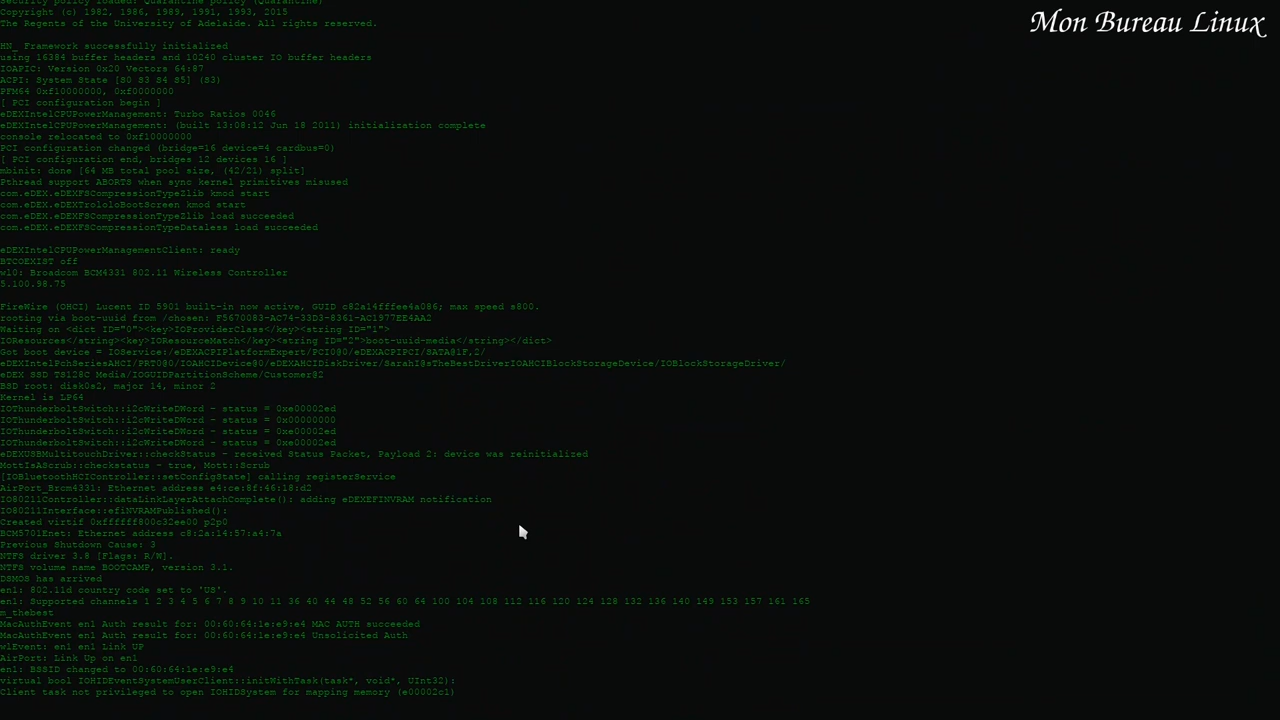 Security policy loaded: Quarantine policy (Quarantine)
Copyright (c) 1982, 1986, 1989, 1991, 1993, 2015
The Regents of the University of Adelaide. All rights reserved.
HN_ Framework successfully initialized
using 16384 buffer headers and 10240 cluster IO buffer headers
IOAPIC: Version 0x20 Vectors 64:87
ACPI: System State [S0 S3 S4 S5] (S3)
PFM64 0xf10000000, 0xf0000000
[ PCI configuration begin ]
eDEXIntelCPUPowerManagement: Turbo Ratios 0046
eDEXIntelCPUPowerManagement: (built 13:08:12 Jun 18 2011) initialization complete
console relocated to 0xf10000000
PCI configuration changed (bridge=16 device=4 cardbus=0)
[ PCI configuration end, bridges 12 devices 16 ]
mbinit: done [64 MB total pool size, (42/21) split]
Pthread support ABORTS when sync kernel primitives misused
com.eDEX.eDEXFSCompressionTypeZlib kmod start
com.eDEX.eDEXTrololoBootScreen kmod start
com.eDEX.eDEXFSCompressionTypeZlib load succeeded
com.eDEX.eDEXFSCompressionTypeDataless load succeeded
eDEXIntelCPUPowerManagementClient: ready
BTCOEXIST off
wl0: Broadcom BCM4331 802.11 Wireless Controller
5.100.98.75
FireWire (OHCI) Lucent ID 5901 built-in now active, GUID c82a14fffee4a086; max speed s800.
rooting via boot-uuid from /chosen: F5670083-AC74-33D3-8361-AC1977EE4AA2
Waiting on <dict ID="0"><key>IOProviderClass</key><string ID="1">
IOResources</string><key>IOResourceMatch</key><string ID="2">boot-uuid-media</string></dict>
Got boot device = IOService:/eDEXACPIPlatformExpert/PCI0@0/eDEXACPIPCI/SATA@1F,2/
eDEXIntelPchSeriesAHCI/PRT0@0/IOAHCIDevice@0/eDEXAHCIDiskDriver/SarahI@sTheBestDriverIOAHCIBlockStorageDevice/IOBlockStorageDriver/
eDEX SSD TS128C Media/IOGUIDPartitionScheme/Customer@2
BSD root: disk0s2, major 14, minor 2
Kernel is LP64
IOThunderboltSwitch::i2cWriteDWord - status = 0xe00002ed
IOThunderboltSwitch::i2cWriteDWord - status = 0x00000000
IOThunderboltSwitch::i2cWriteDWord - status = 0xe00002ed
IOThunderboltSwitch::i2cWriteDWord - status = 0xe00002ed
eDEXUSBMultitouchDriver::checkStatus - received Status Packet, Payload 2: device was reinitialized
MottIsAScrub::checkstatus - true, Mott::Scrub
[IOBluetoothHCIController::setConfigState] calling registerService
AirPort_Brcm4331: Ethernet address e4:ce:8f:46:18:d2
IO80211Controller::dataLinkLayerAttachComplete(): adding eDEXEFINVRAM notification
IO80211Interface::efiNVRAMPublished():
Created virtif 0xffffff800c32ee00 p2p0
BCM5701Enet: Ethernet address c8:2a:14:57:a4:7a
Previous Shutdown Cause: 3
NTFS driver 3.8 [Flags: R/W].
NTFS volume name BOOTCAMP, version 3.1.
DSMOS has arrived
en1: 802.11d country code set to 'US'.
en1: Supported channels 1 2 3 4 5 6 7 8 9 10 11 36 40 44 48 52 56 60 64 100 104 108 112 116 120 124 128 132 136 140 149 153 157 161 165
m_thebest
MacAuthEvent en1 Auth result for: 00:60:64:1e:e9:e4 MAC AUTH succeeded
MacAuthEvent en1 Auth result for: 00:60:64:1e:e9:e4 Unsolicited Auth
wlEvent: en1 en1 Link UP
AirPort: Link Up on en1
en1: BSSID changed to 00:60:64:1e:e9:e4
virtual bool IOHIDEventSystemUserClient::initWithTask(task*, void*, UInt32):
Client task not privileged to open IOHIDSystem for mapping memory (e00002c1)
Mon Bureau Linux